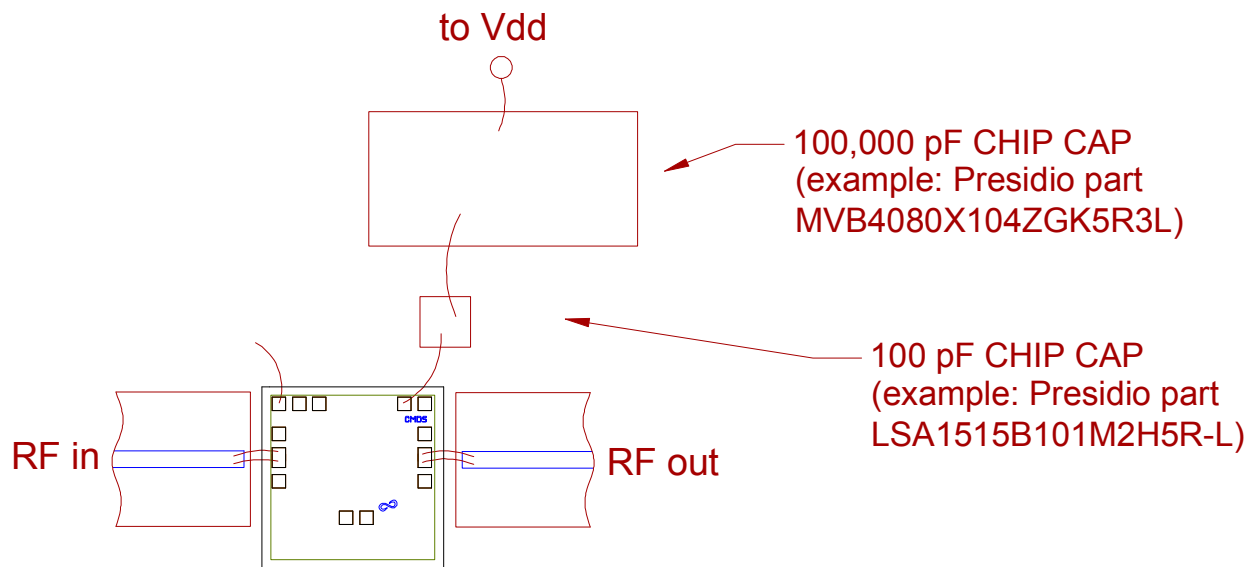 to Vdd
100,000 pF CHIP CAP
(example: Presidio part
MVB4080X104ZGK5R3L)
100 pF CHIP CAP
(example: Presidio part
LSA1515B101M2H5R-L)
CMDS
RF in
RF out